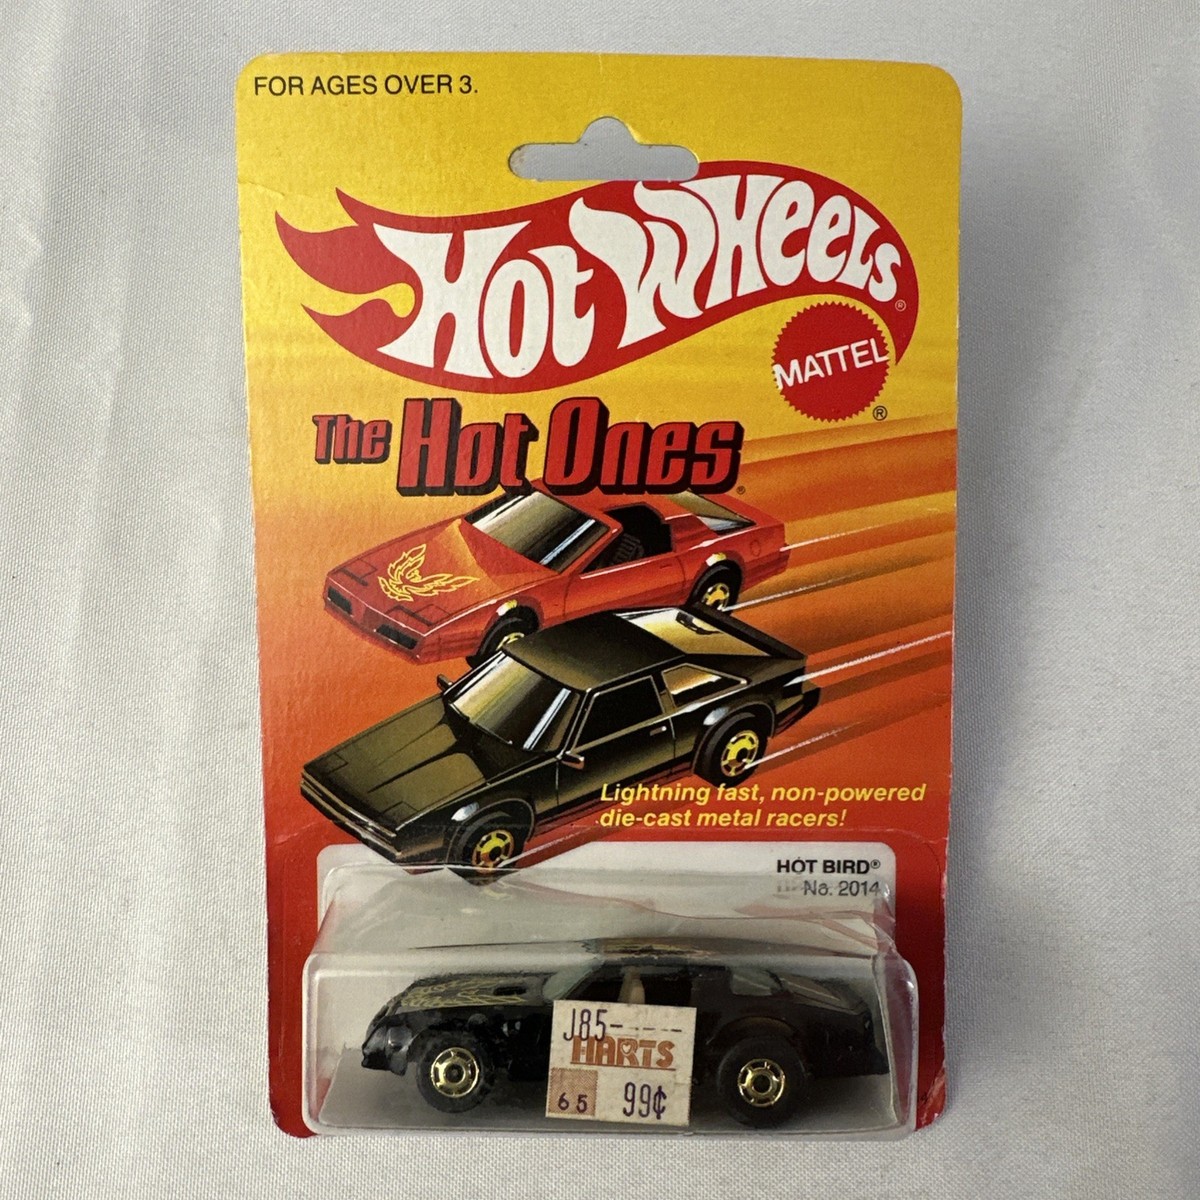 FOR AGES OVER 3.
Hot Wheels®
MATTEL
®
The Hot Ones®
Lightning fast, non-powered
die-cast metal racers!
HOT BIRD®
No. 2014
J85----
HARTS
65 99¢